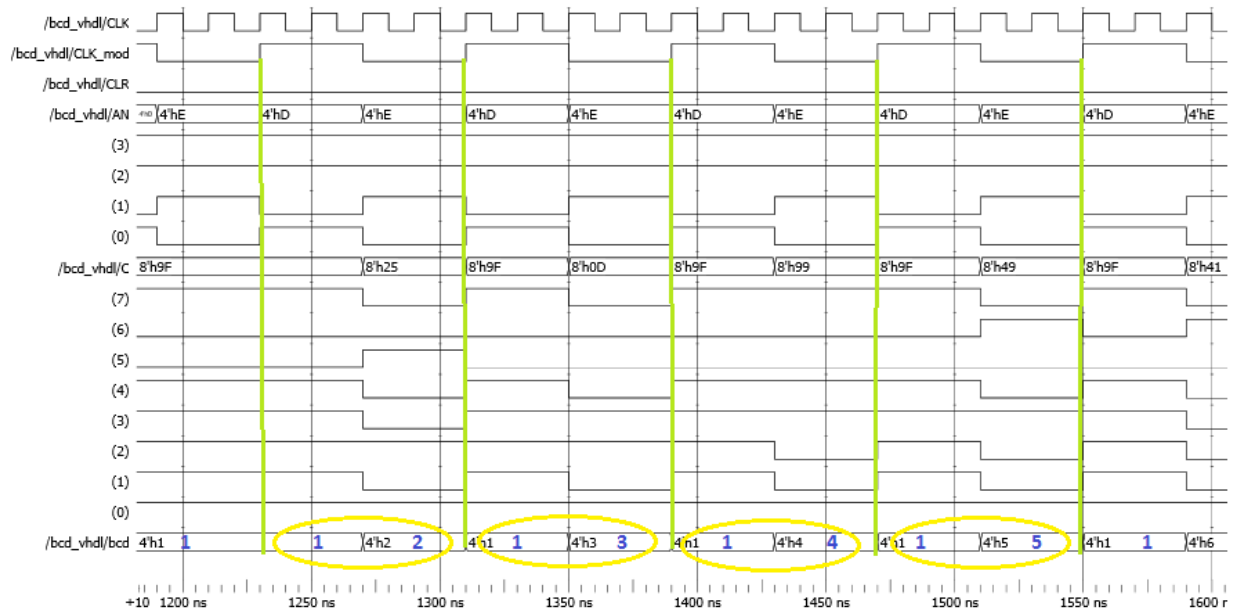 /bcd_vhdl/CLK
/bcd_vhdl/CLK_mod
/bcd_vhdl/CLR
/bcd_vhdl/AN 4'hD 4'hE 4'hD 4'hE 4'hD 4'hE 4'hD 4'hE 4'hD 4'hE 4'hD 4'hE
(3)
(2)
(1)
(0)
/bcd_vhdl/C 8'h9F 8'h25 8'h9F 8'h0D 8'h9F 8'h99 8'h9F 8'h49 8'h9F 8'h41
(7)
(6)
(5)
(4)
(3)
(2)
(1)
(0)
/bcd_vhdl/bcd 4'h1 1 1 4'h2 2 4'h1 1 4'h3 3 4'h1 1 4'h4 4 4'h1 1 4'h5 5 4'h1 1 4'h6
+10 1200 ns 1250 ns 1300 ns 1350 ns 1400 ns 1450 ns 1500 ns 1550 ns 1600 r